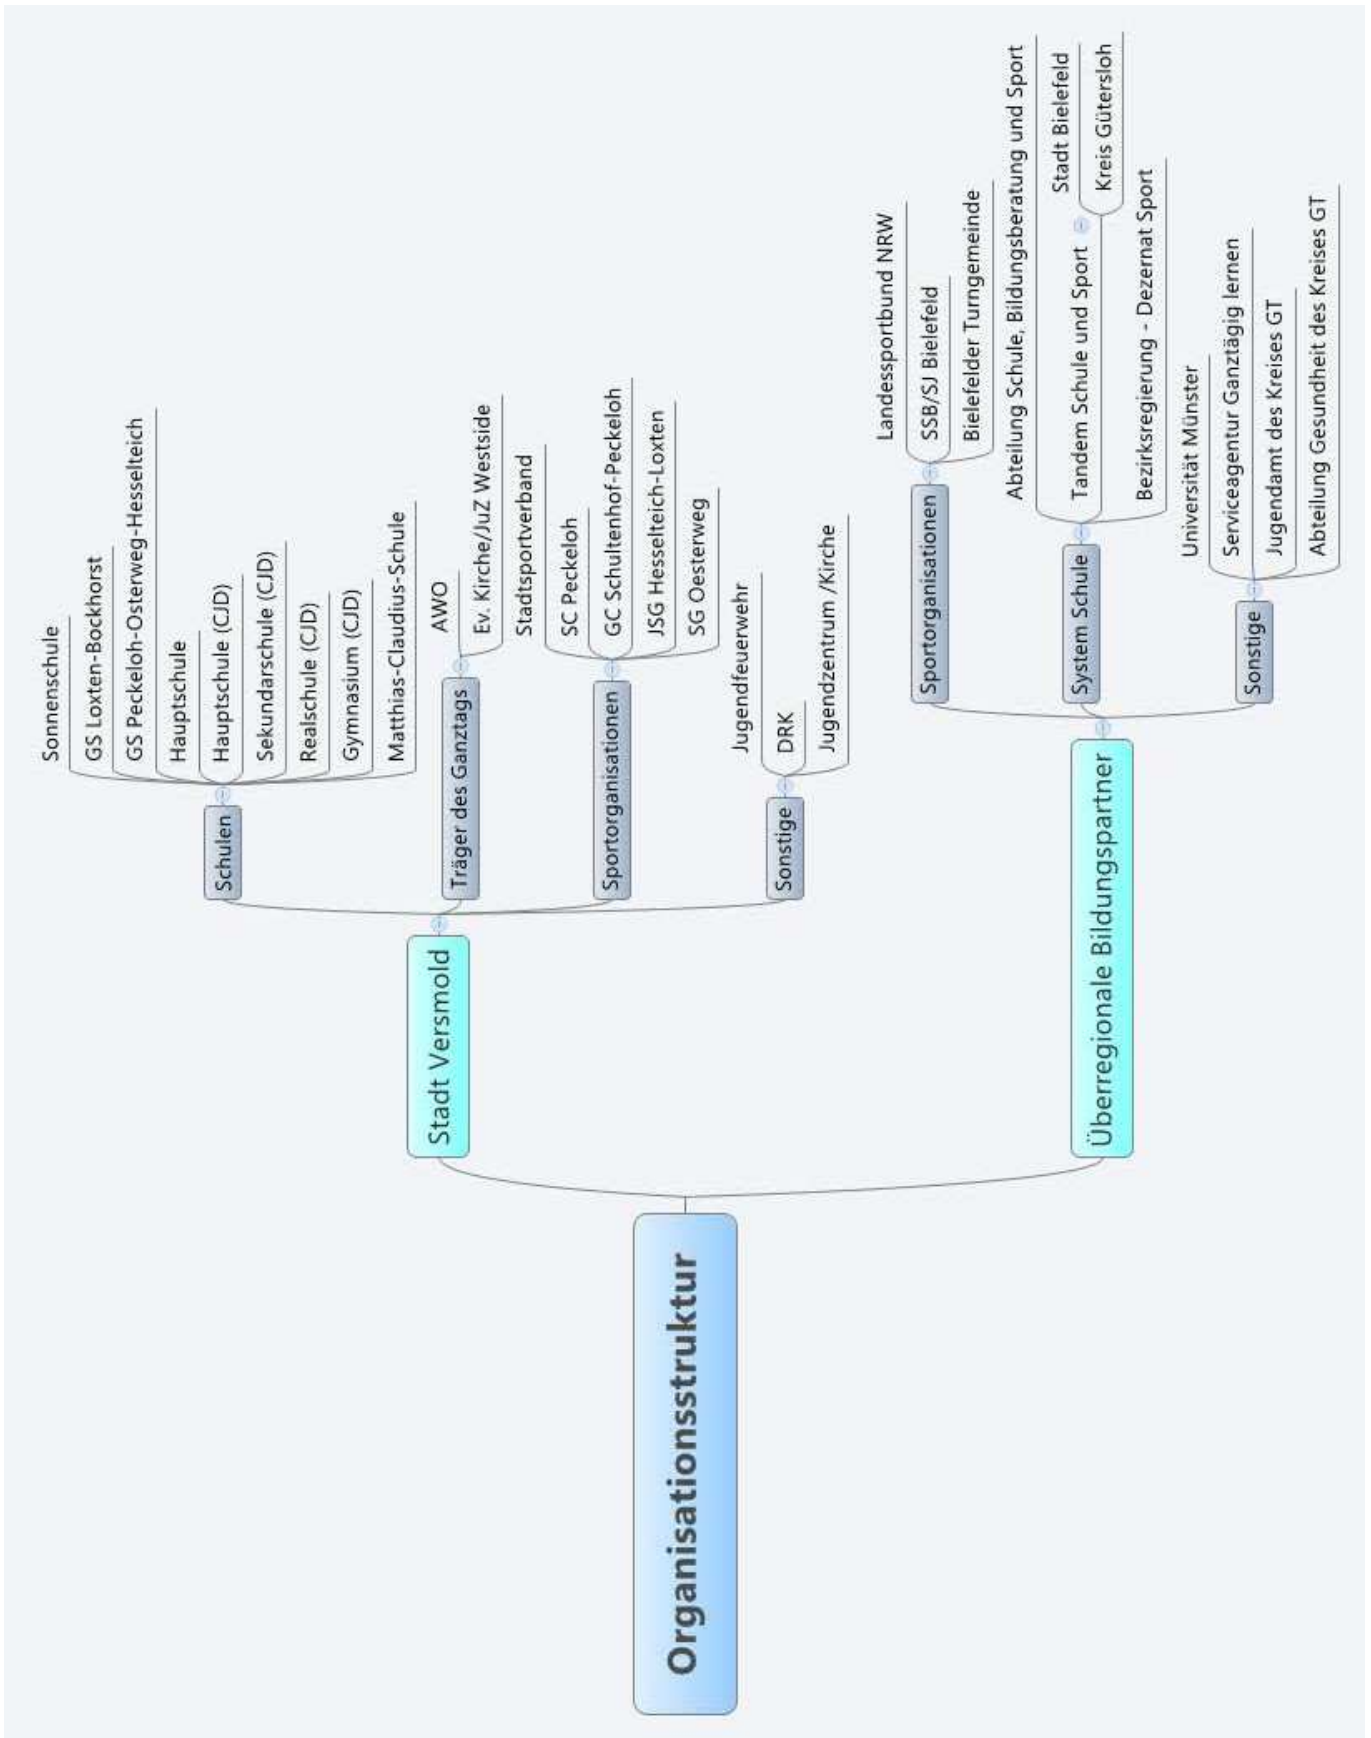 Organisationsstruktur
Stadt Versmold
Schulen
Sonnenschule
GS Loxten-Bockhorst
GS Peckeloh-Osterweg-Hesselteich
Hauptschule
Hauptschule (CJD)
Sekundarschule (CJD)
Realschule (CJD)
Gymnasium (CJD)
Matthias-Claudius-Schule
Träger des Ganztags
AWO
Ev. Kirche/JuZ Westside
Sportorganisationen
Stadtsportverband
SC Peckeloh
GC Schultenhof-Peckeloh
JSG Hesselteich-Loxten
SG Oesterweg
Sonstige
Jugendfeuerwehr
DRK
Jugendzentrum /Kirche
Überregionale Bildungspartner
Sportorganisationen
Landessportbund NRW
SSB/SJ Bielefeld
Bielefelder Turngemeinde
System Schule
Abteilung Schule, Bildungsberatung und Sport
Tandem Schule und Sport
Stadt Bielefeld
Kreis Gütersloh
Bezirksregierung - Dezernat Sport
Sonstige
Universität Münster
Serviceagentur Ganztägig lernen
Jugendamt des Kreises GT
Abteilung Gesundheit des Kreises GT